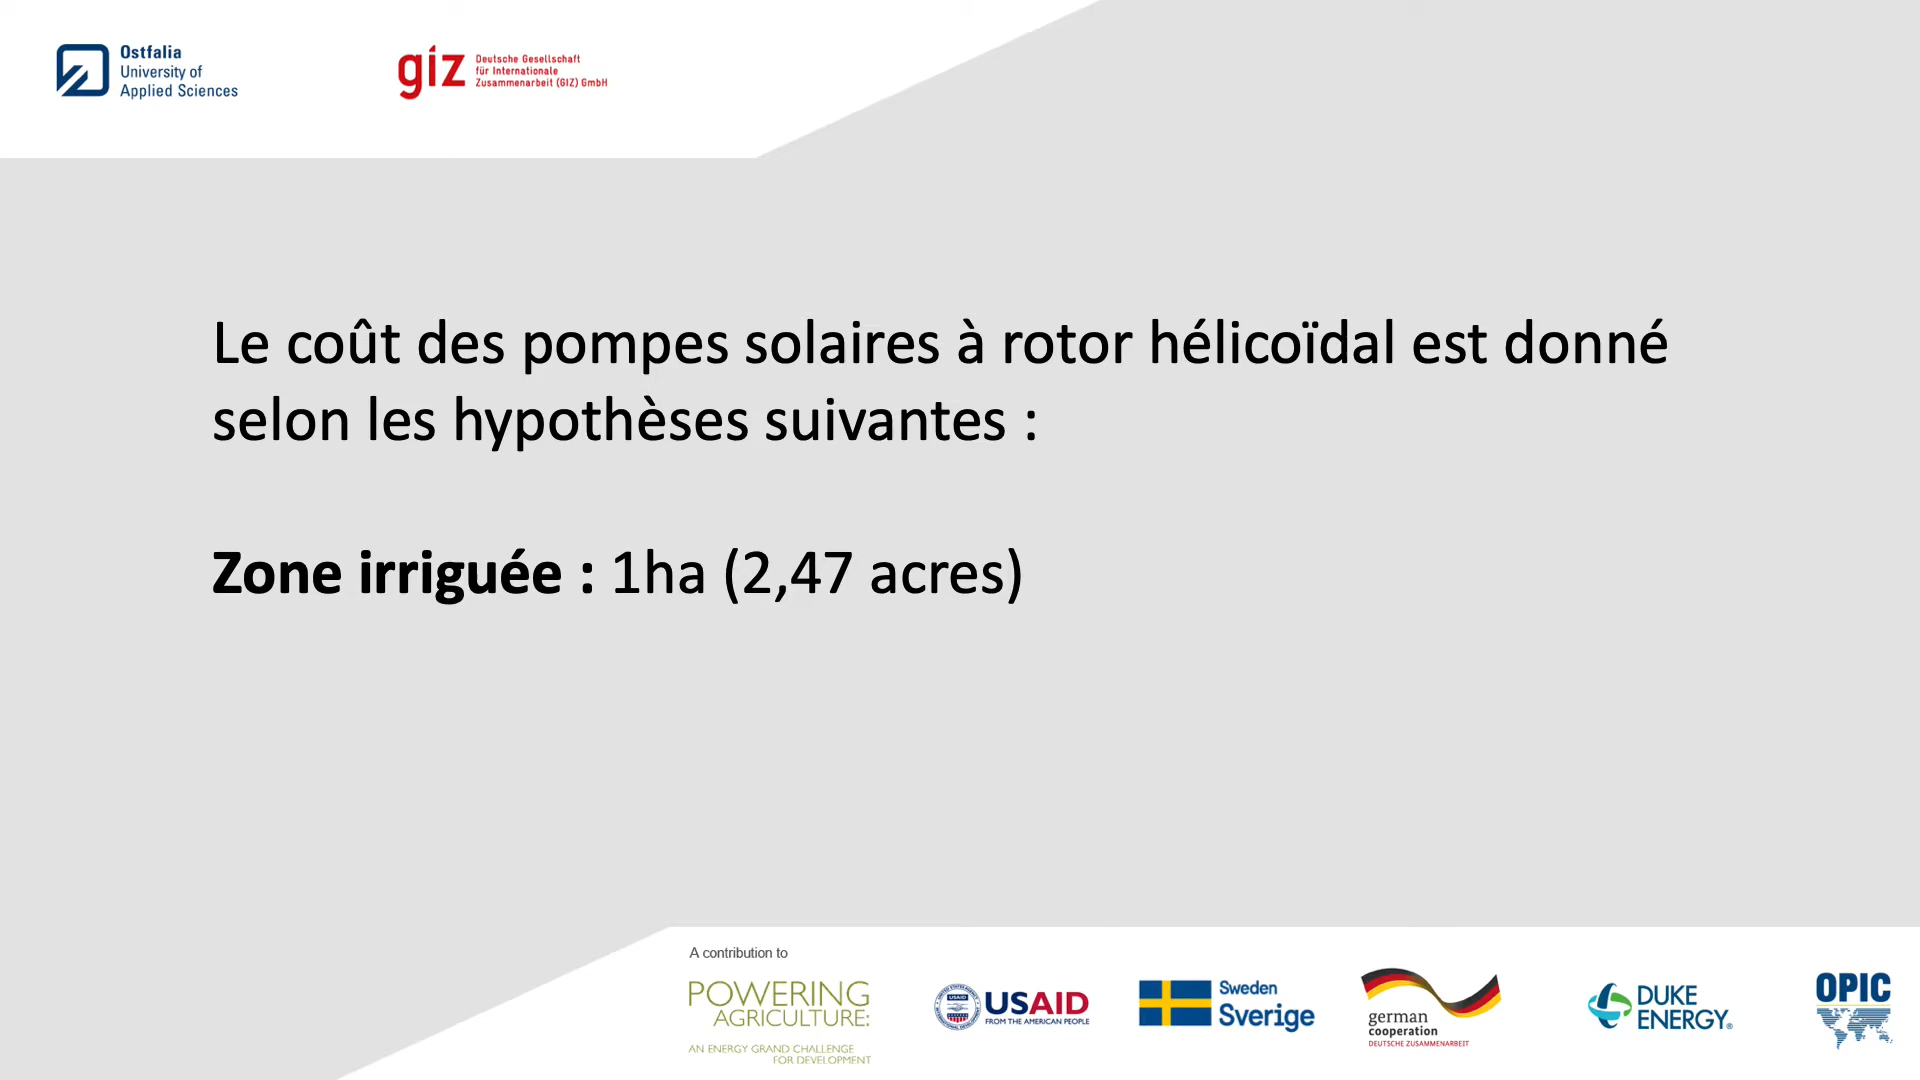 Ostfalia
University of
Applied Sciences
giz
Deutsche Gesellschaft
für Internationale
Zusammenarbeit (GIZ) GmbH
Le coût des pompes solaires à rotor hélicoïdal est donné
selon les hypothèses suivantes :
Zone irriguée : 1ha (2,47 acres)
A contribution to
POWERING
AGRICULTURE:
AN ENERGY GRAND CHALLENGE
FOR DEVELOPMENT
USAID
FROM THE AMERICAN PEOPLE
Sweden
Sverige
german
cooperation
DEUTSCHE ZUSAMMENARBEIT
DUKE
ENERGY®
OPIC